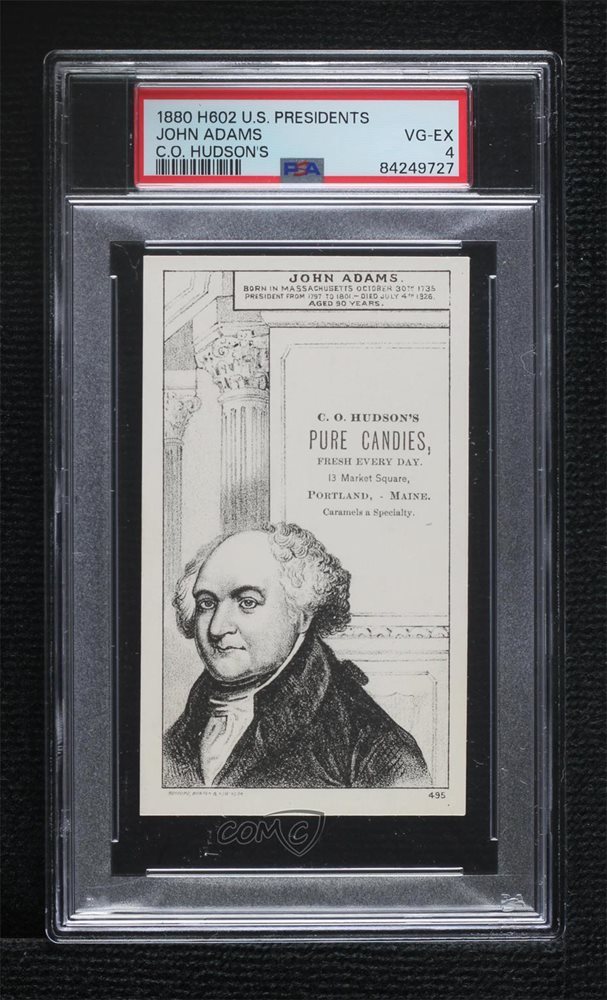 1880 H602 U.S. PRESIDENTS
JOHN ADAMS VG-EX
C.O. HUDSON'S 4
PSA 84249727
JOHN ADAMS.
BORN IN MASSACHUSETTS OCTOBER 30TH 1735
PRESIDENT FROM 1797 TO 1801.— DIED JULY 4TH 1826.
AGED 90 YEARS.
C. O. HUDSON'S
PURE CANDIES,
FRESH EVERY DAY.
13 Market Square,
PORTLAND, - MAINE.
Caramels a Specialty.
495
COMC